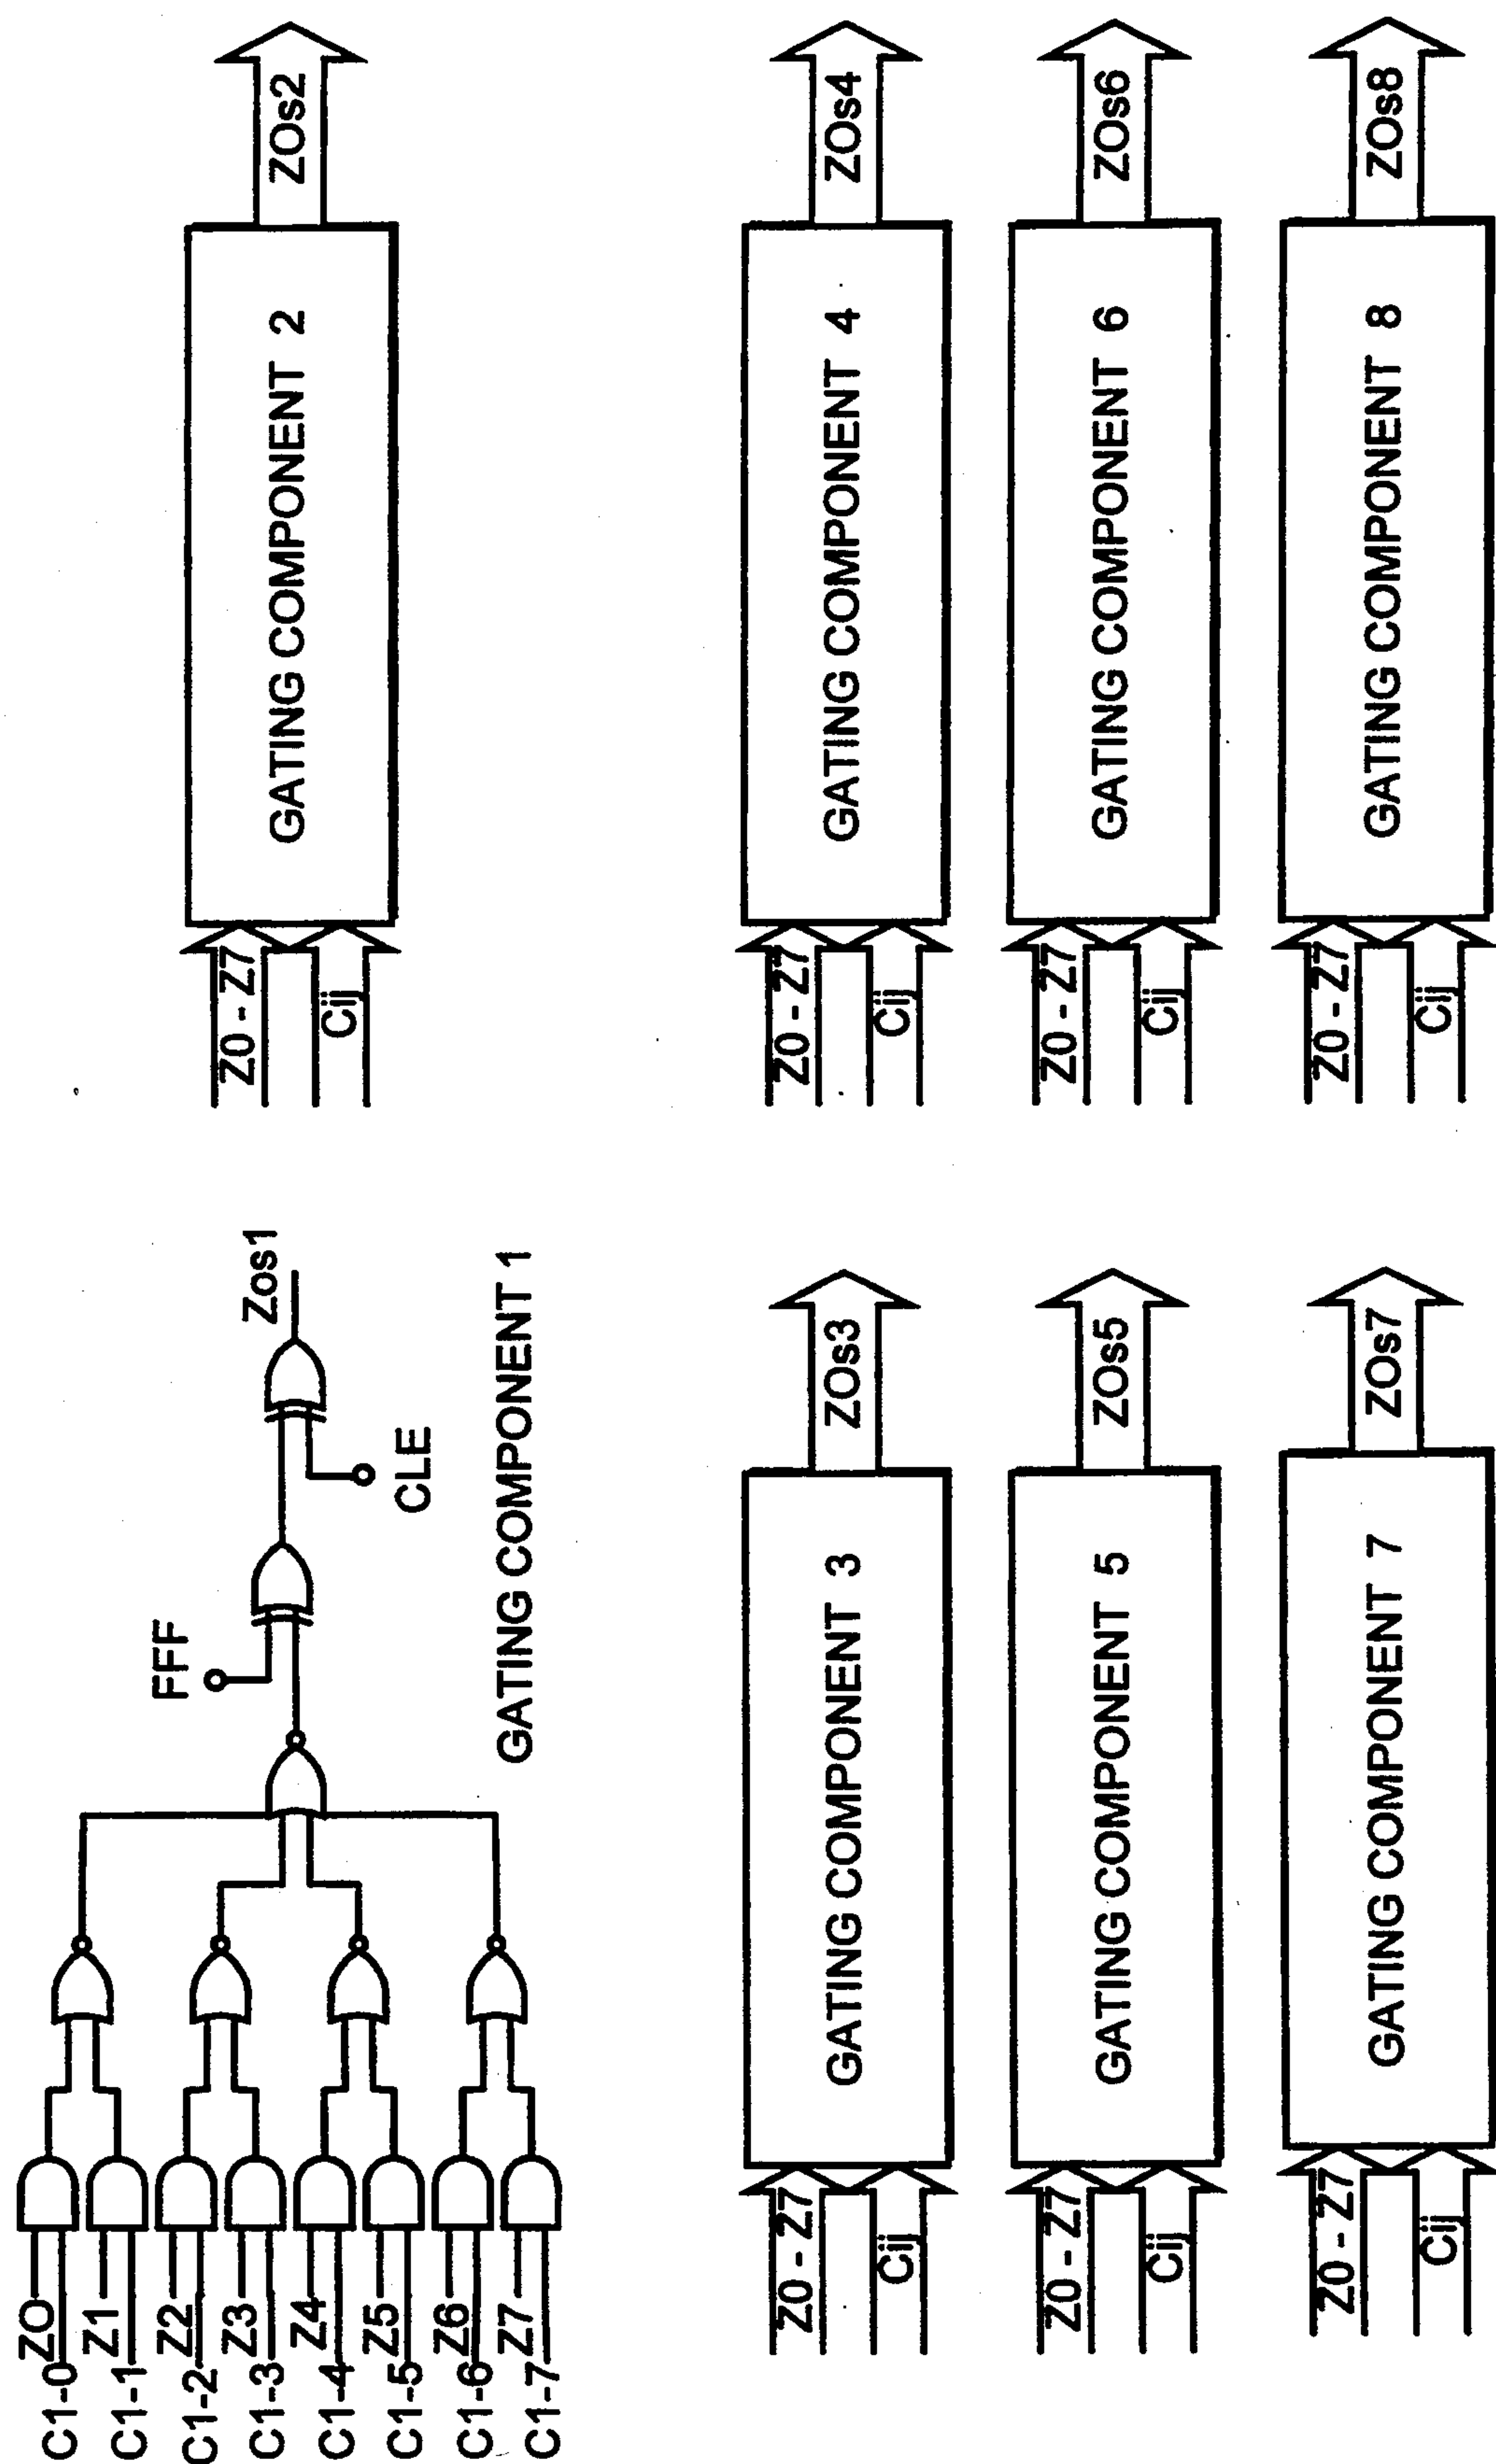 ZO
C1-0
Z1
C1-1
Z2
C1-2
Z3
C1-3
Z4
C1-4
Z5
C1-5
Z6
C1-6
Z7
C1-7
FFF
CLE
Zos1
GATING COMPONENT 1
Z0 - Z7
Cij
GATING COMPONENT 2
ZOs2
Z0 - Z7
Cij
GATING COMPONENT 3
ZOs3
Z0 - Z7
Cij
GATING COMPONENT 4
ZOs4
Z0 - Z7
Cij
GATING COMPONENT 5
ZOs5
Z0 - Z7
Cij
GATING COMPONENT 6
ZOs6
Z0 - Z7
Cij
GATING COMPONENT 7
ZOs7
Z0 - Z7
Cij
GATING COMPONENT 8
ZOs8